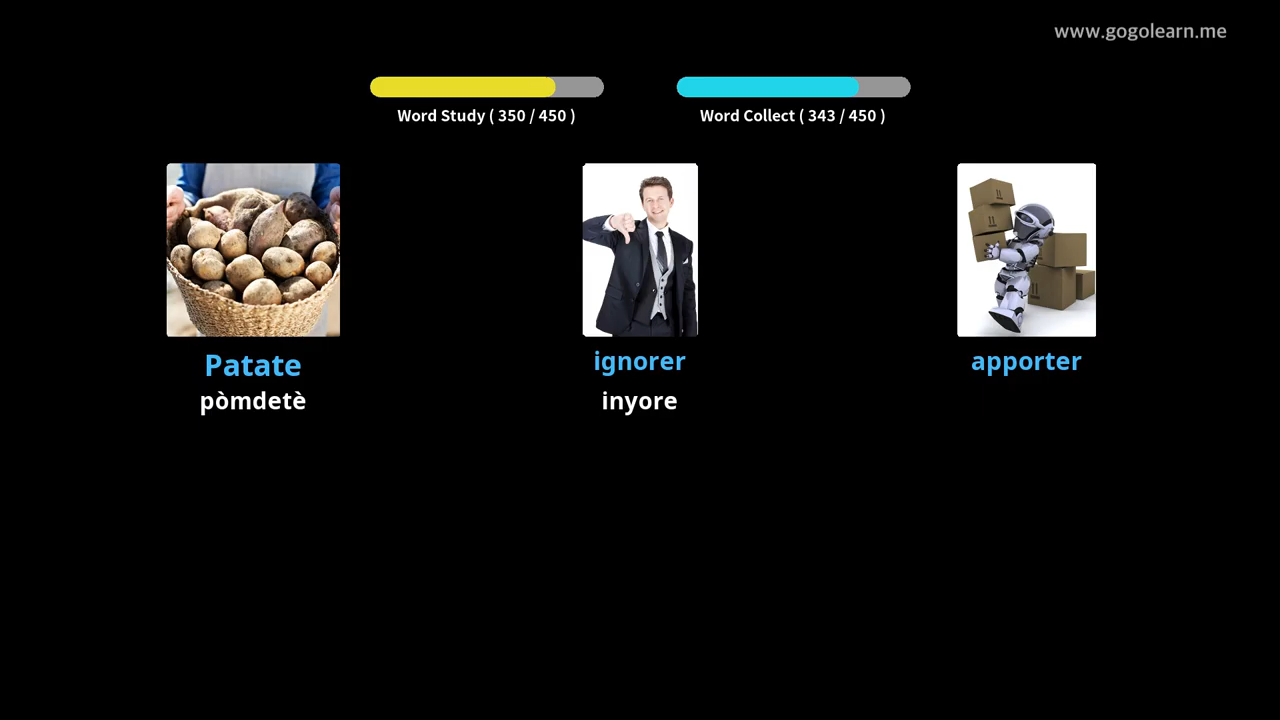 www.gogolearn.me
Word Study ( 350 / 450 )
Word Collect ( 343 / 450 )
Patate
ignorer
apporter
pòmdetè
inyore